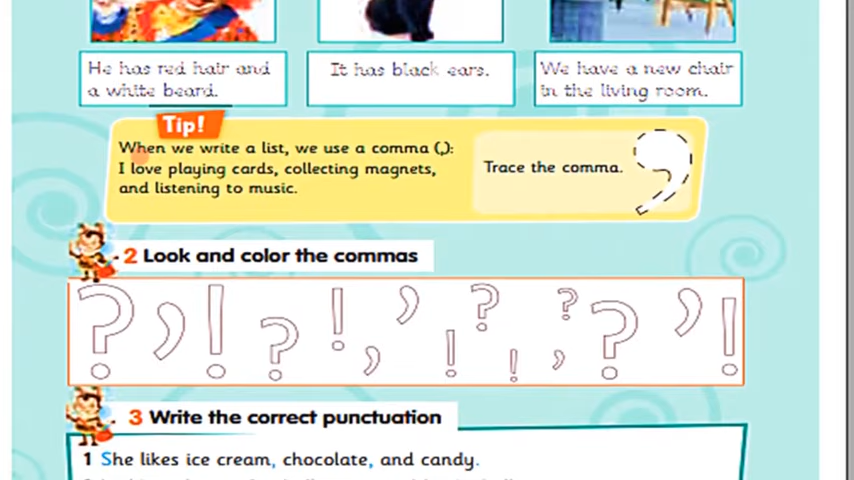 He has red hair and
a white beard.
It has black ears.
We have a new chair
in the living room.
Tip!
When we write a list, we use a comma (,):
I love playing cards, collecting magnets,
and listening to music.
Trace the comma.
,
2 Look and color the commas
? , ! ? ! , , ! ? ! ? , ? , !
3 Write the correct punctuation
1 She likes ice cream, chocolate, and candy.